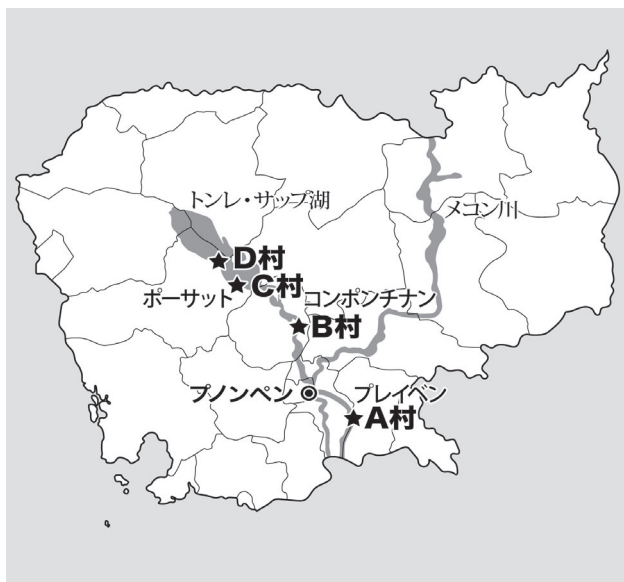 トンレ・サップ湖
メコン川
D村
C村
ポーサット
コンポンチナン
B村
プノンペン
プレイベン
A村